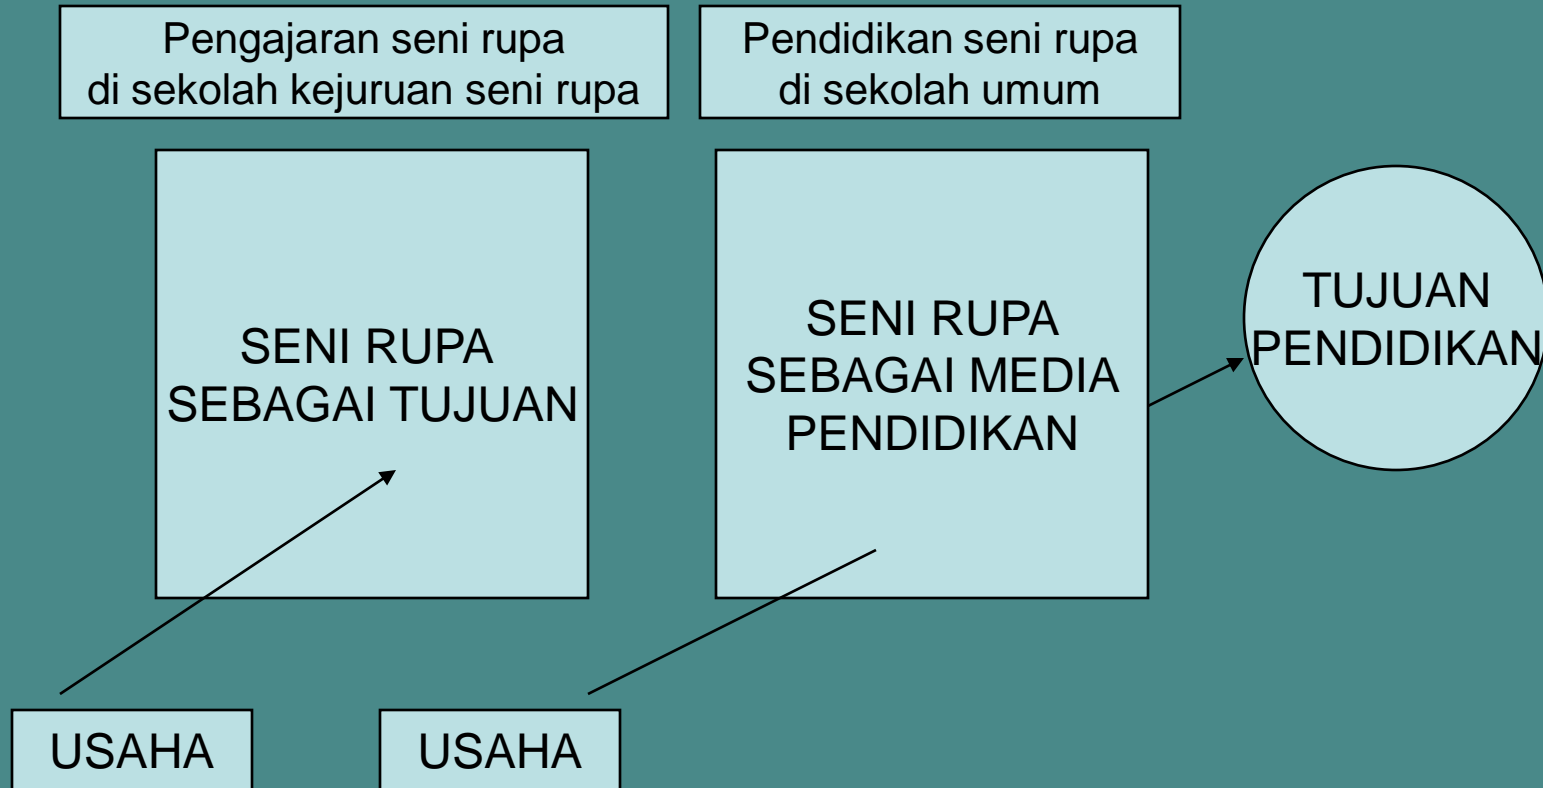 Pengajaran seni rupa
di sekolah kejuruan seni rupa
Pendidikan seni rupa
di sekolah umum
SENI RUPA
SEBAGAI TUJUAN
SENI RUPA
SEBAGAI MEDIA
PENDIDIKAN
TUJUAN
PENDIDIKAN
USAHA
USAHA